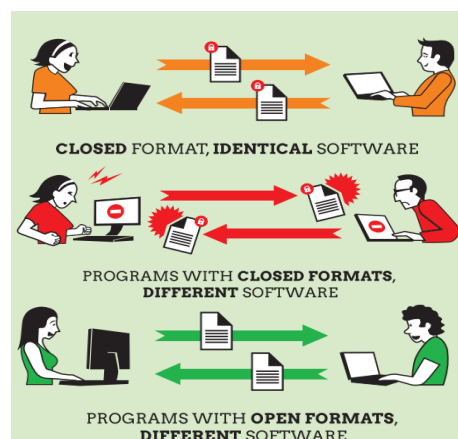 CLOSED FORMAT, IDENTICAL SOFTWARE
PROGRAMS WITH CLOSED FORMATS,
DIFFERENT SOFTWARE
PROGRAMS WITH OPEN FORMATS,
DIFFERENT SOFTWARE